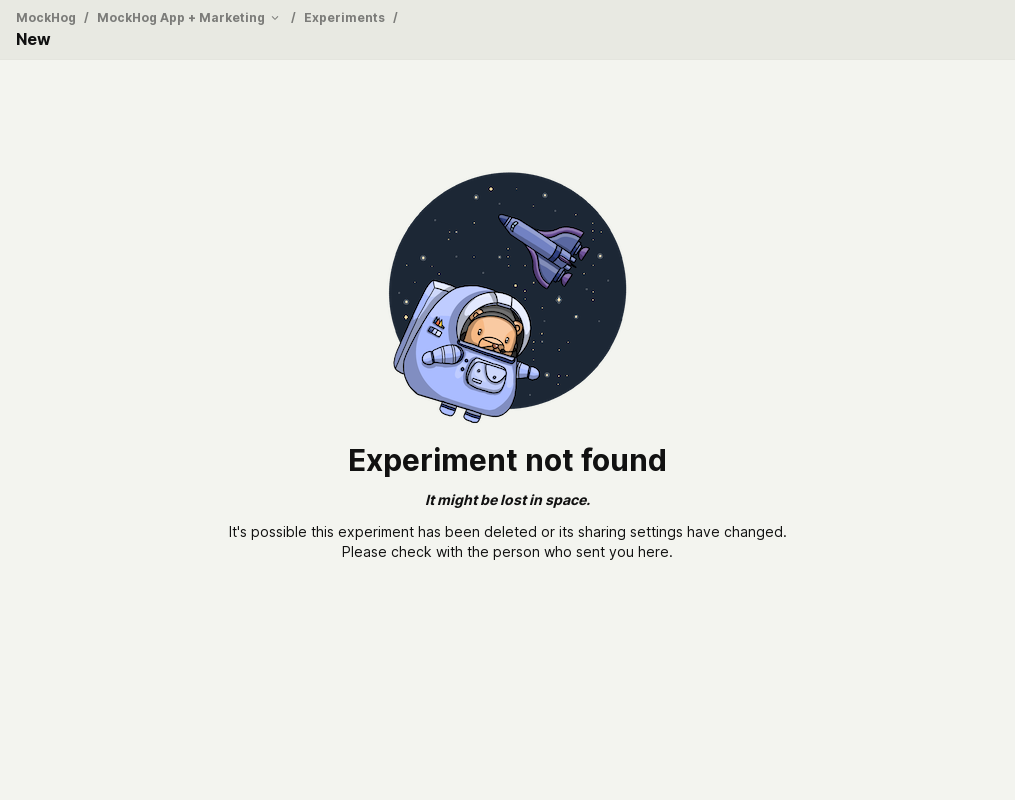 MockHog / MockHog App + Marketing / Experiments /
New
Experiment not found
It might be lost in space.
It's possible this experiment has been deleted or its sharing settings have changed.
Please check with the person who sent you here.